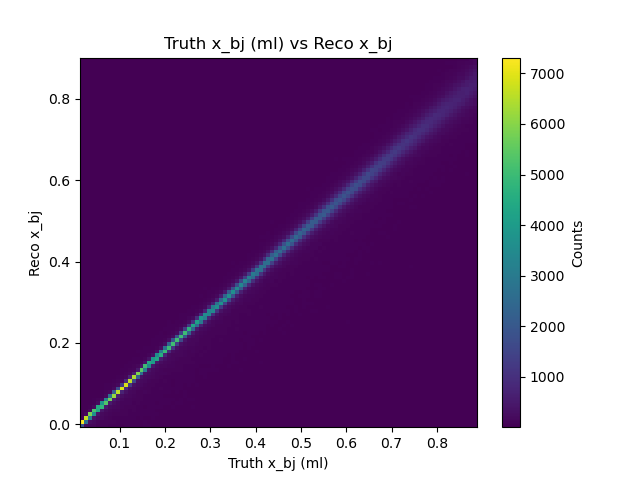 Truth x_bj (ml) vs Reco x_bj
Reco x_bj
0.8
0.6
0.4
0.2
0.0
0.1 0.2 0.3 0.4 0.5 0.6 0.7 0.8
Truth x_bj (ml)
7000
6000
5000
4000
3000
2000
1000
Counts